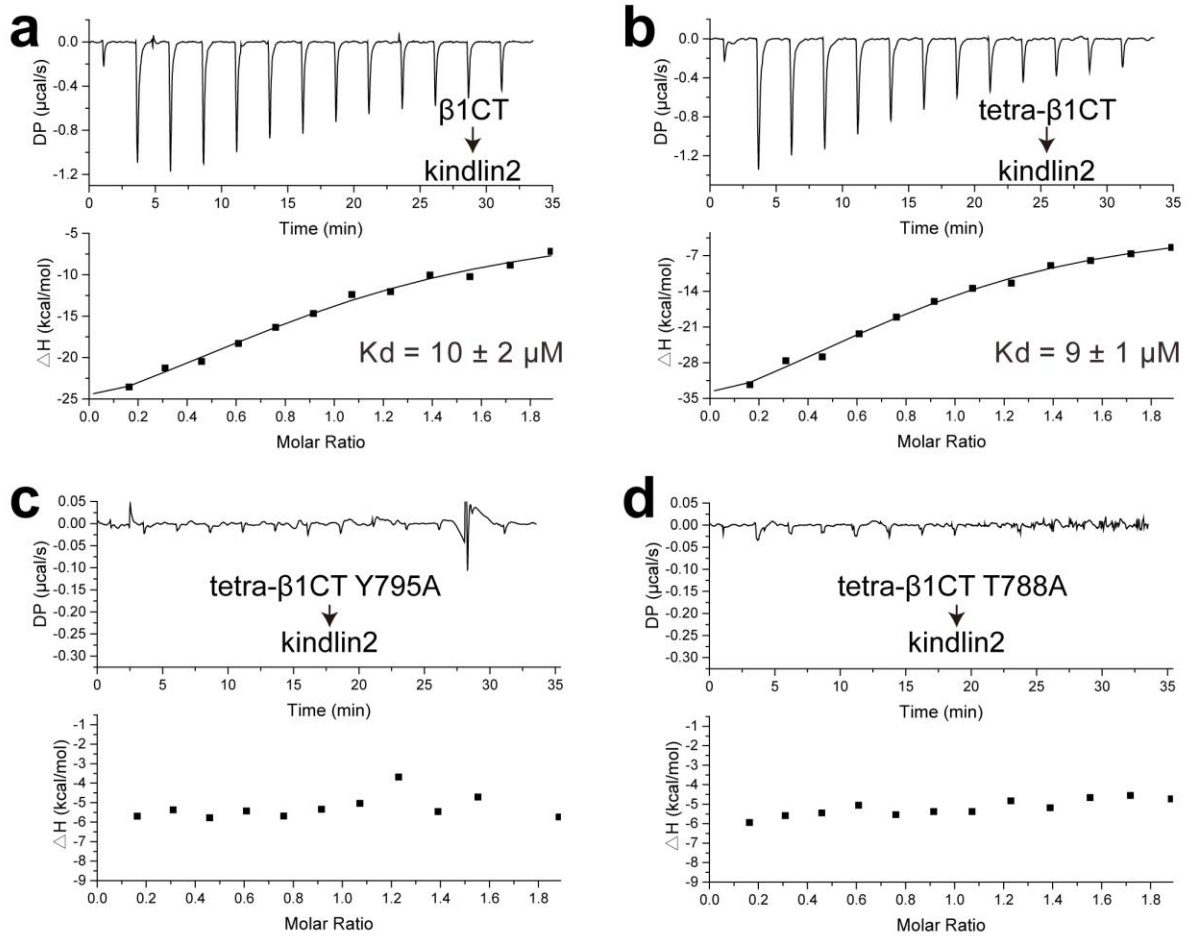 a
0.0
-0.4
-0.8
-1.2
DP (μcal/s)
β1CT
kindlin2
0 5 10 15 20 25 30 35
Time (min)
-5
-10
-15
-20
-25
△H (kcal/mol)
Kd = 10 ± 2 μM
0.0 0.2 0.4 0.6 0.8 1.0 1.2 1.4 1.6 1.8
Molar Ratio
b
0.0
-0.4
-0.8
-1.2
DP (μcal/s)
tetra-β1CT
kindlin2
0 5 10 15 20 25 30 35
Time (min)
-7
-14
-21
-28
-35
△H (kcal/mol)
Kd = 9 ± 1 μM
0.0 0.2 0.4 0.6 0.8 1.0 1.2 1.4 1.6 1.8
Molar Ratio
c
0.05
0.00
-0.05
-0.10
-0.15
-0.20
-0.25
-0.30
DP (μcal/s)
tetra-β1CT Y795A
kindlin2
0 5 10 15 20 25 30 35
Time (min)
-1
-2
-3
-4
-5
-6
-7
-8
-9
△H (kcal/mol)
0.0 0.2 0.4 0.6 0.8 1.0 1.2 1.4 1.6 1.8
Molar Ratio
d
0.05
0.00
-0.05
-0.10
-0.15
-0.20
-0.25
-0.30
DP (μcal/s)
tetra-β1CT T788A
kindlin2
0 5 10 15 20 25 30 35
Time (min)
-1
-2
-3
-4
-5
-6
-7
-8
-9
△H (kcal/mol)
0.0 0.2 0.4 0.6 0.8 1.0 1.2 1.4 1.6 1.8
Molar Ratio